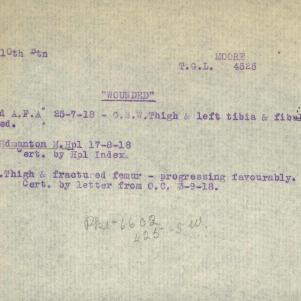 10th Btn
MOORE
T.G.L. 4525
"WOUNDED"
A.F.A" 25-7-18 - G.S.W. Thigh & left tibia & fibul
ed.
Edmonton M.Hpl 17-8-18
Cert. by Hpl Index.
.Thigh & fractured femur - progressing favourably.
Cert. by letter from O.C. 3-9-18.
425-S W.